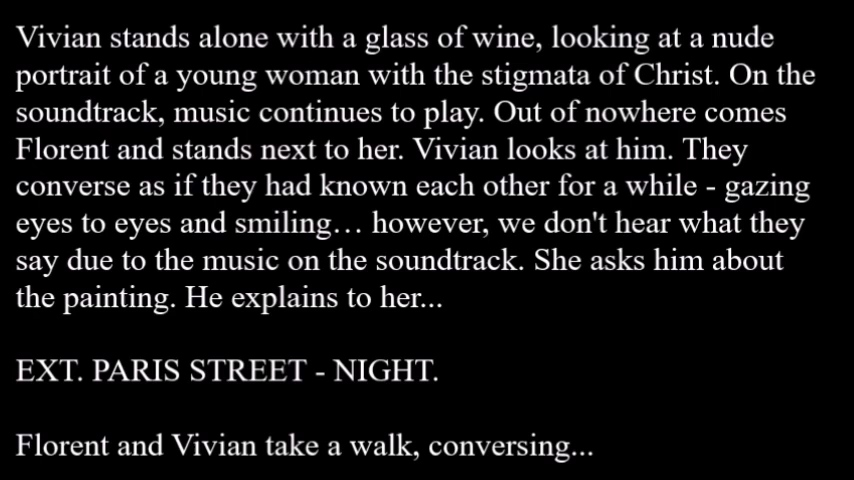 Vivian stands alone with a glass of wine, looking at a nude
portrait of a young woman with the stigmata of Christ. On the
soundtrack, music continues to play. Out of nowhere comes
Florent and stands next to her. Vivian looks at him. They
converse as if they had known each other for a while - gazing
eyes to eyes and smiling… however, we don't hear what they
say due to the music on the soundtrack. She asks him about
the painting. He explains to her...
EXT. PARIS STREET - NIGHT.
Florent and Vivian take a walk, conversing...